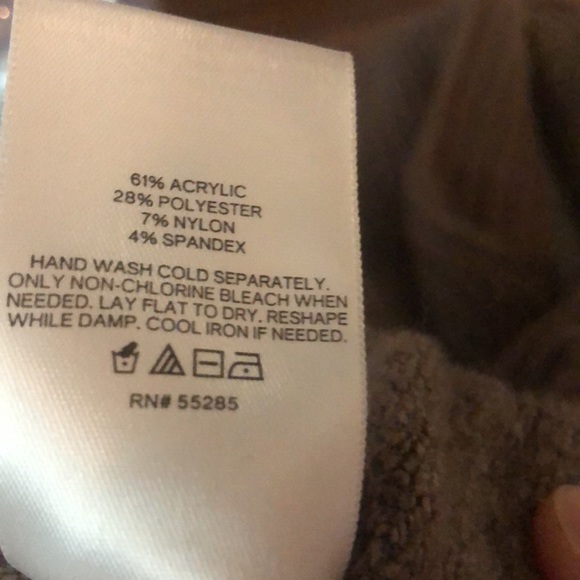 61% ACRYLIC
28% POLYESTER
7% NYLON
4% SPANDEX
HAND WASH COLD SEPARATELY.
ONLY NON-CHLORINE BLEACH WHEN
NEEDED. LAY FLAT TO DRY. RESHAPE
WHILE DAMP. COOL IRON IF NEEDED.
RN# 55285